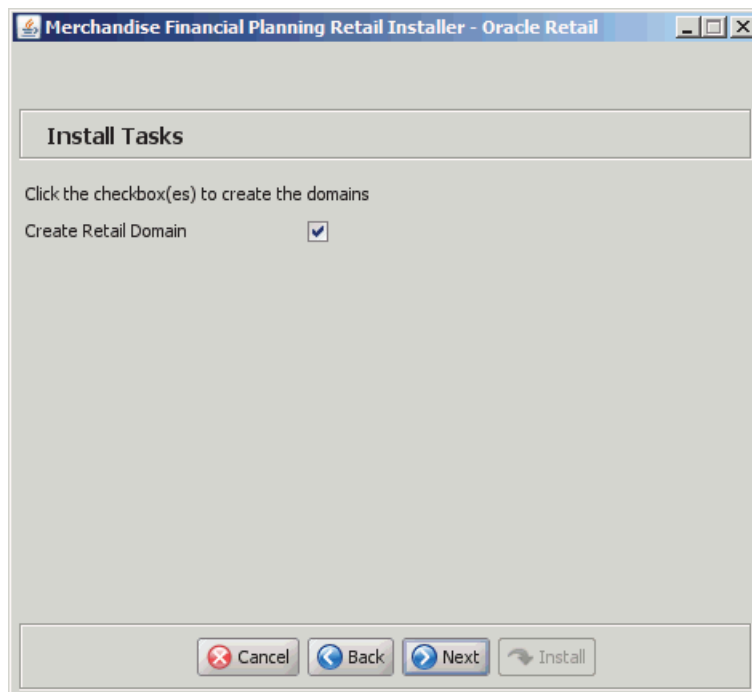 Merchandise Financial Planning Retail Installer - Oracle Retail
Install Tasks
Click the checkbox(es) to create the domains
Create Retail Domain
Cancel Back Next Install